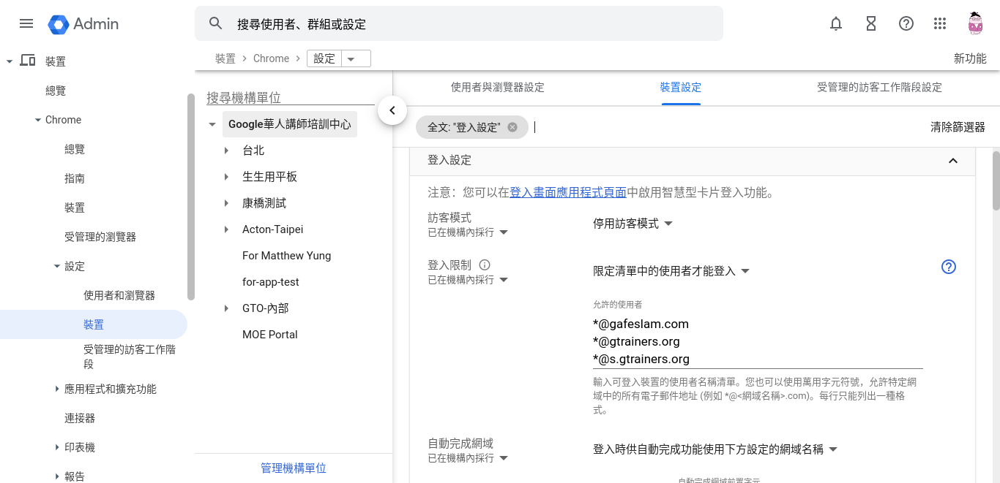 Admin
搜尋使用者、群組或設定
裝置
總覽
Chrome
總覽
指南
裝置
受管理的瀏覽器
設定
使用者和瀏覽器
裝置
受管理的訪客工作階
段
應用程式和擴充功能
連接器
印表機
報告
裝置 > Chrome > 設定
新功能
搜尋機構單位
Google華人講師培訓中心
台北
生生用平板
康橋測試
Acton-Taipei
For Matthew Yung
for-app-test
GTO-內部
MOE Portal
管理機構單位
使用者與瀏覽器設定
裝置設定
受管理的訪客工作階段設定
全文: "登入設定"
清除篩選器
登入設定
注意：您可以在登入畫面應用程式頁面中啟用智慧型卡片登入功能。
訪客模式
已在機構內採行
停用訪客模式
登入限制
已在機構內採行
限定清單中的使用者才能登入
允許的使用者
*@gafeslam.com
*@gtrainers.org
*@s.gtrainers.org
輸入可登入裝置的使用者名稱清單。您也可以使用萬用字元符號，允許特定網
域中的所有電子郵件地址 (例如 *@<網域名稱>.com)。每行只能列出一種格
式。
自動完成網域
已在機構內採行
登入時供自動完成功能使用下方設定的網域名稱
自動完成網域前置字元